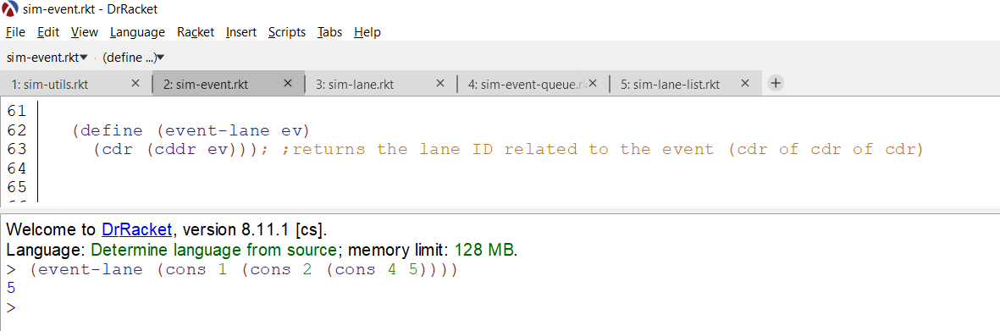 sim-event.rkt - DrRacket
File Edit View Language Racket Insert Scripts Tabs Help
sim-event.rkt▾ (define ...)▾
1: sim-utils.rkt × 2: sim-event.rkt × 3: sim-lane.rkt × 4: sim-event-queue.rk× 5: sim-lane-list.rkt × +
61
62 (define (event-lane ev)
63 (cdr (cddr ev))); ;returns the lane ID related to the event (cdr of cdr of cdr)
64
65
Welcome to DrRacket, version 8.11.1 [cs].
Language: Determine language from source; memory limit: 128 MB.
> (event-lane (cons 1 (cons 2 (cons 4 5))))
5
>